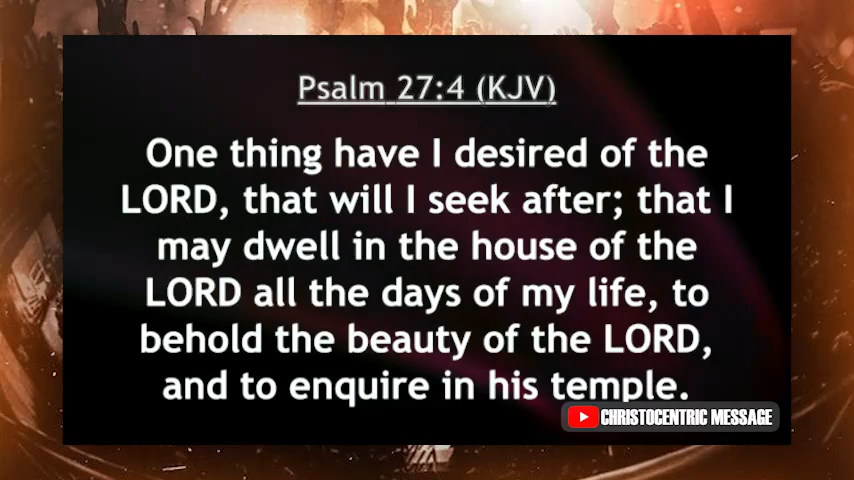 Psalm 27:4 (KJV)
One thing have I desired of the
LORD, that will I seek after; that I
may dwell in the house of the
LORD all the days of my life, to
behold the beauty of the LORD,
and to enquire in his temple.
CHRISTOCENTRIC MESSAGE